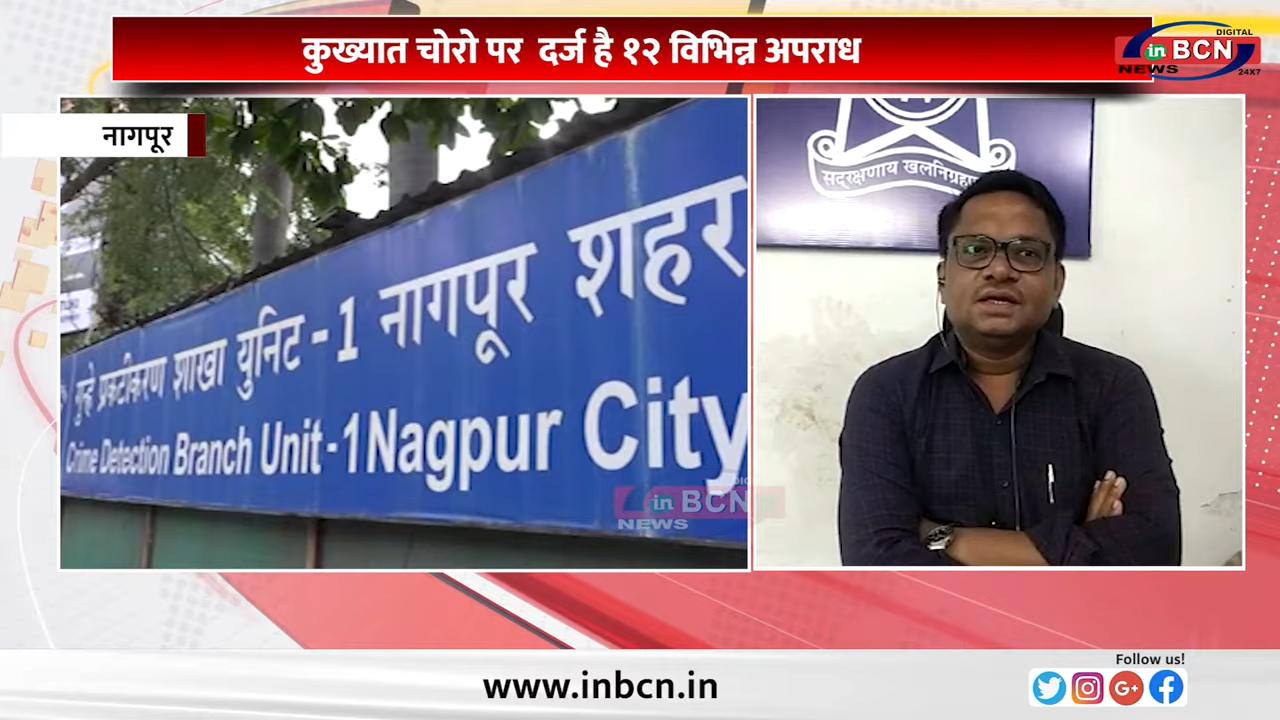 कुख्यात चोरो पर दर्ज है १२ विभिन्न अपराध
DIGITAL
in BCN
NEWS
24X7
नागपूर
गुन्हे प्रकटीकरण शाखा युनिट - 1 नागपूर शहर
Crime Detection Branch Unit - 1 Nagpur City
in BCN
NEWS
सद्रक्षणाय खलनिग्रहा
www.inbcn.in
Follow us!